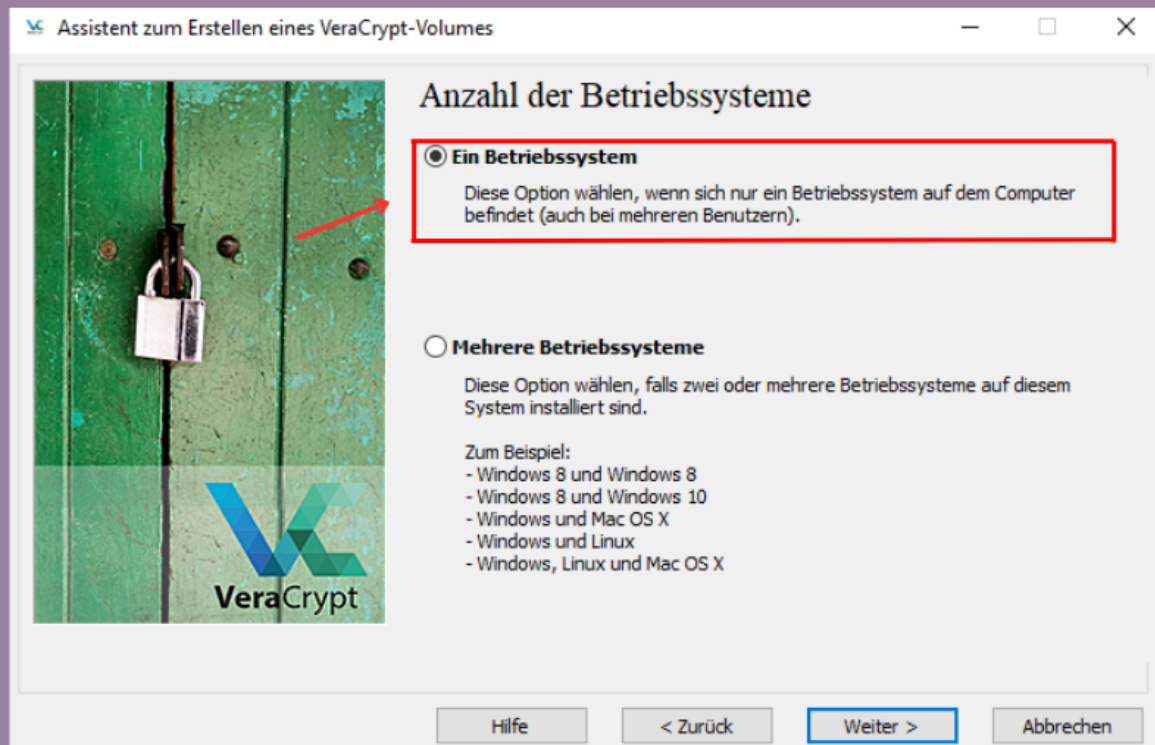 Assistent zum Erstellen eines VeraCrypt-Volumes
Anzahl der Betriebssysteme
Ein Betriebssystem
Diese Option wählen, wenn sich nur ein Betriebssystem auf dem Computer
befindet (auch bei mehreren Benutzern).
Mehrere Betriebssysteme
Diese Option wählen, falls zwei oder mehrere Betriebssysteme auf diesem
System installiert sind.
Zum Beispiel:
- Windows 8 und Windows 8
- Windows 8 und Windows 10
- Windows und Mac OS X
- Windows und Linux
- Windows, Linux und Mac OS X
VeraCrypt
Hilfe
< Zurück
Weiter >
Abbrechen